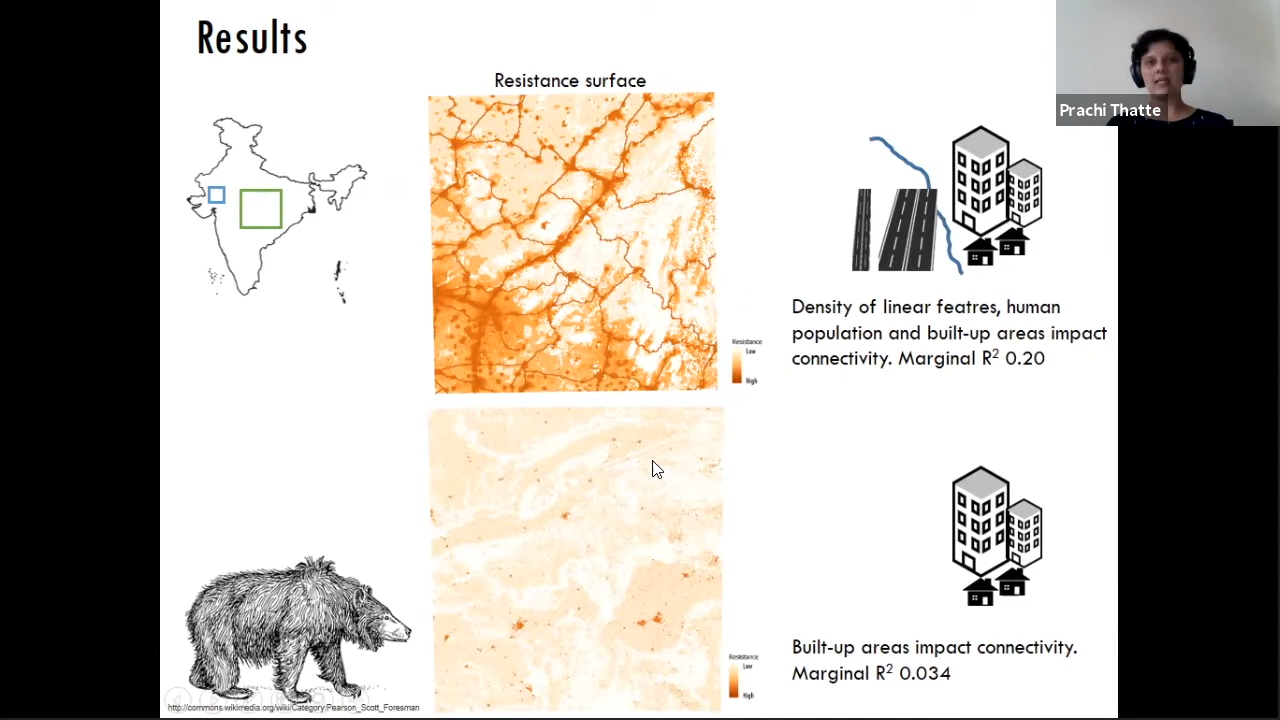 Results
Resistance surface
Prachi Thatte
Density of linear featres, human
population and built-up areas impact
connectivity. Marginal R² 0.20
Resistance
Low
High
Built-up areas impact connectivity.
Marginal R² 0.034
Resistance
Low
High
http://commons.wikimedia.org/wiki/Category:Pearson_Scott_Foresman